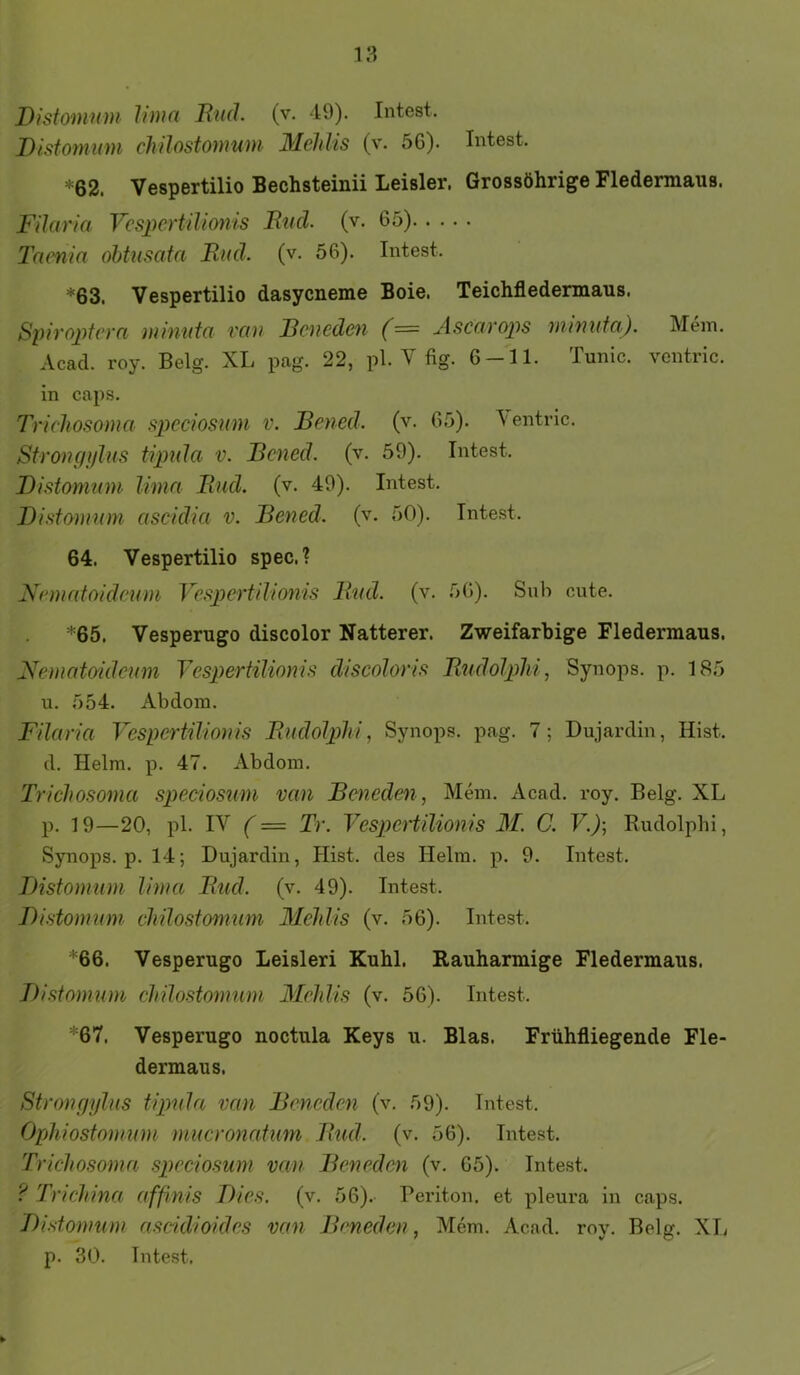 13
Distomum lima Rud. (v. 49). Intest.
Distomum chilostomum Mehlis (v. 56). Intest.
*62. Vespertilio Bechsteinii Leisler. Grossöhrige Fledermaus.
Filaria Vespertilionis Rud. (v. 65).....
Taenia obtusata Rud. (v. 56). Intest.
*63. Vespertilio dasycneme Boie. Teichfledermaus.
Spiroptera minuta van Beneden (= Ascarops minuta). Mém.
Acad. roy. Belg. XL pag. 22, pl. V fig. 6—11. Tunic. ventric.
in caps.
Trichosoma speciosum v. Bened. (v. 65). Ventric.
Strongylus tipula v. Bened. (v. 59). Intest.
Distomum lima Rud. (v. 49). Intest.
Distomum ascidia v. Bened. (v. 50). Intest.
64. Vespertilio spec.?
Nematoideum Vespertilionis Rud. (v. 56). Sub cute.
*65. Vesperugo discolor Natterer. Zweifarbige Fledermaus.
Nematoideum Vespertilionis discoloris Rudolphi, Synops. p. 185
u. 554. Abdom.
Filaria Vespertilionis Rudolphi, Synops. pag. 7; Dujardin, Hist.
d. Helm. p. 47. Abdom.
Trichosoma speciosum van Beneden, Mém. Acad. roy. Belg. XL
p. 19—20, pl. IV (= Tr. Vespertilionis M. C. V.); Rudolphi,
Synops. p. 14; Dujardin, Hist. des Helm. p. 9. Intest.
Distomum lima Rud. (v. 49). Intest.
Distomum chilostomum Mehlis (v. 56). Intest.
*66. Vesperugo Leisleri Kuhl. Rauharmige Fledermaus.
Distomum chilostomum Mehlis (v. 56). Intest.
*67. Vesperugo noctula Keys u. Blas. Frühfliegende Fle-
dermaus.
Strongylus tipula van Beneden (v. 59). Intest.
Ophiostomum mucronatum Rud. (v. 56). Intest.
Trichosoma speciosum van Beneden (v. 65). Intest.
? Trichina affinis Dies. (v. 56). Periton. et pleura in caps.
Distomum ascidioides van Beneden, Mém. Acad. roy. Belg. XL
p. 30. Intest.